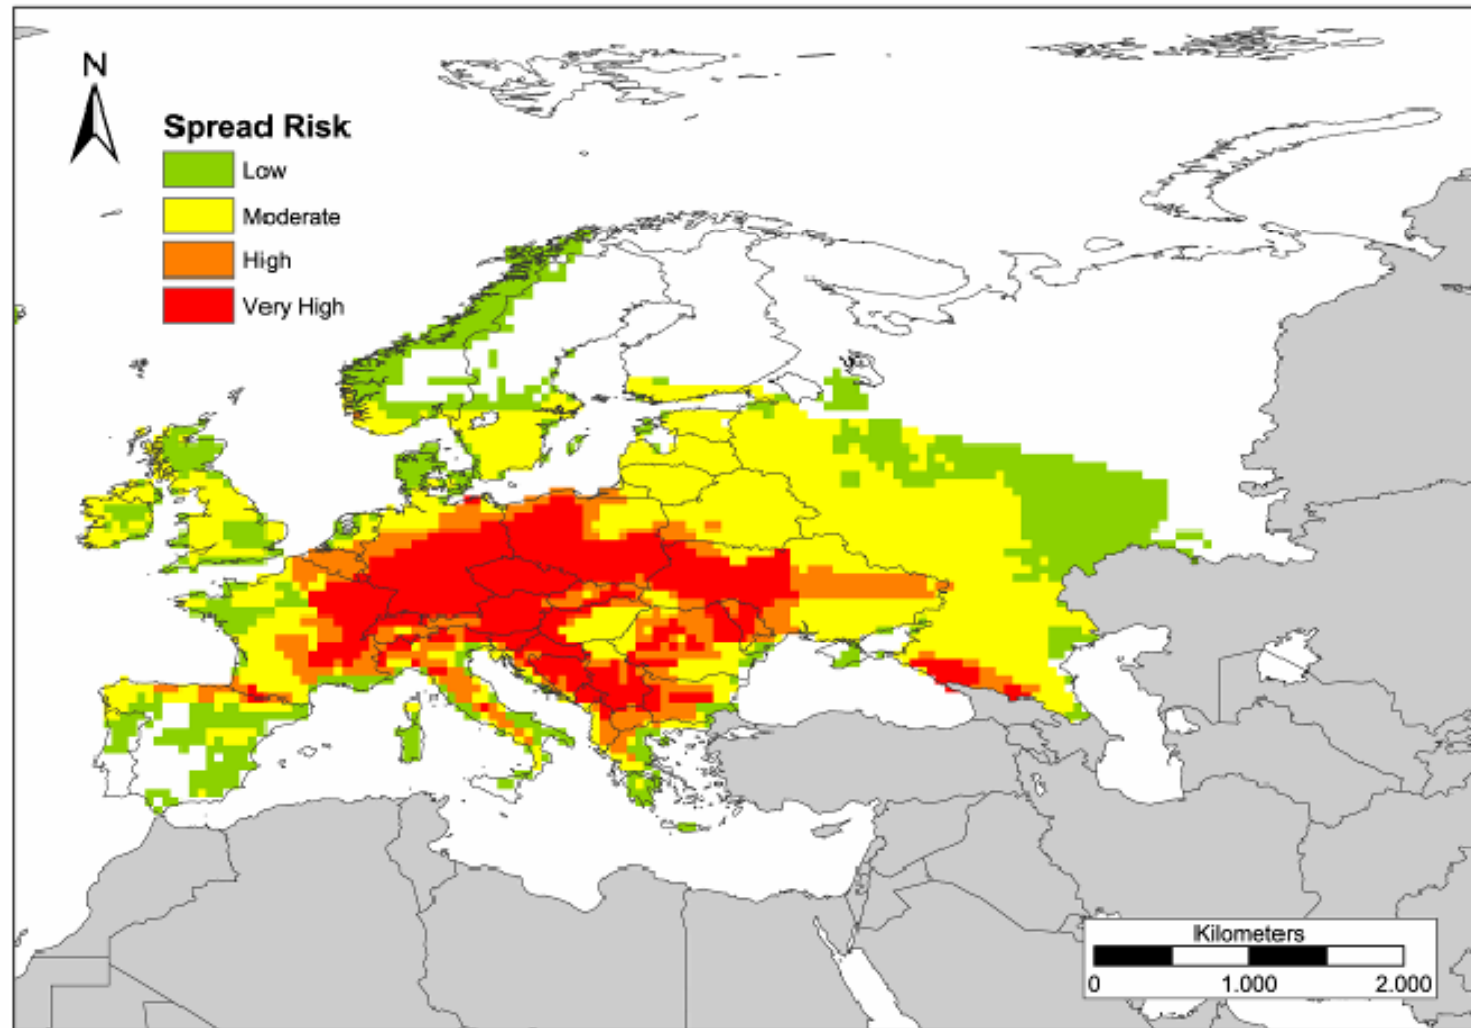 N
Spread Risk
Low
Moderate
High
Very High
Kilometers
0 1.000 2.000